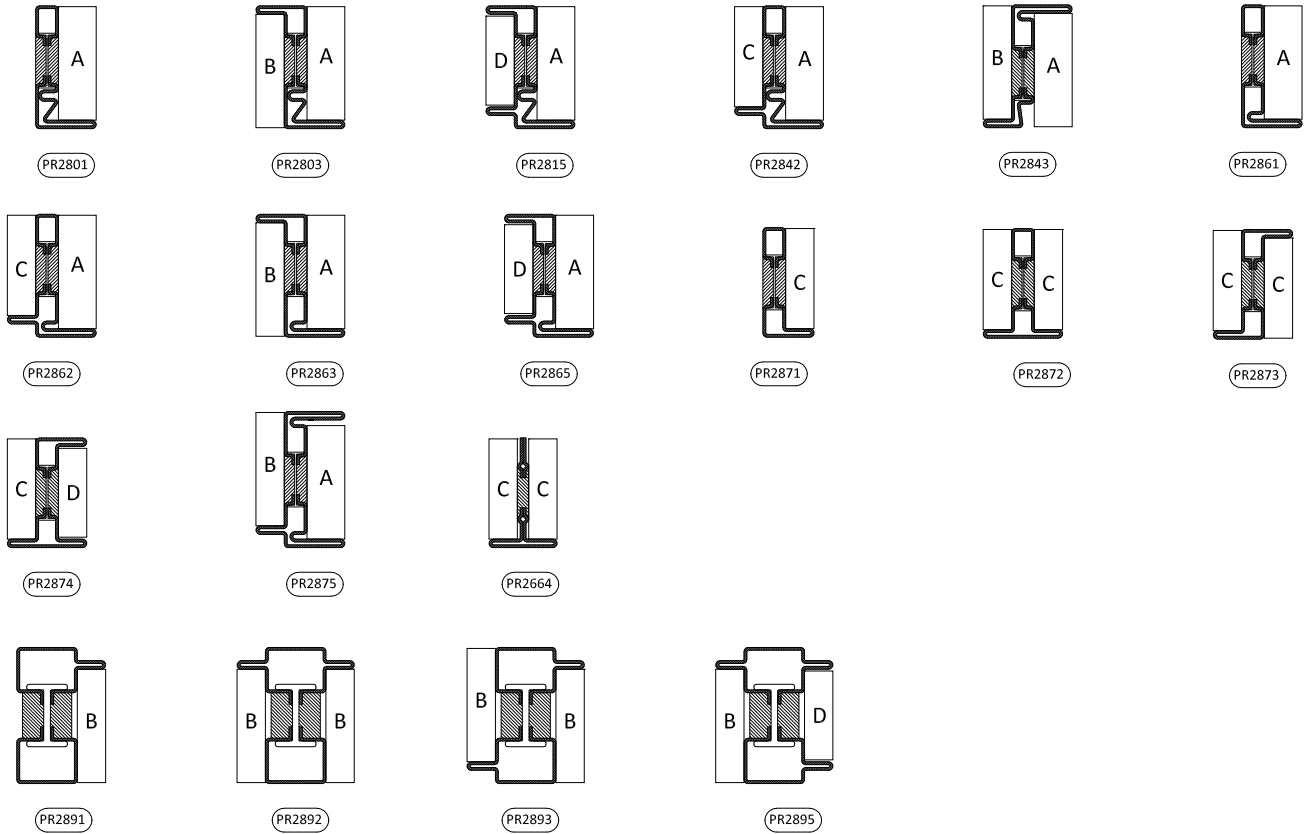 A
B A
D A
C A
B A
A
PR2801 PR2803 PR2815 PR2842 PR2843 PR2861
C A
B A
D A
C
C C
C C
PR2862 PR2863 PR2865 PR2871 PR2872 PR2873
C D
B A
C C
PR2874 PR2875 PR2664
B
B B
B B
B D
PR2891 PR2892 PR2893 PR2895